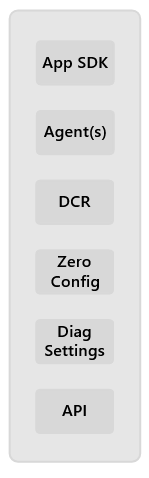 App SDK
Agent(s)
DCR
Zero
Config
Diag
Settings
API